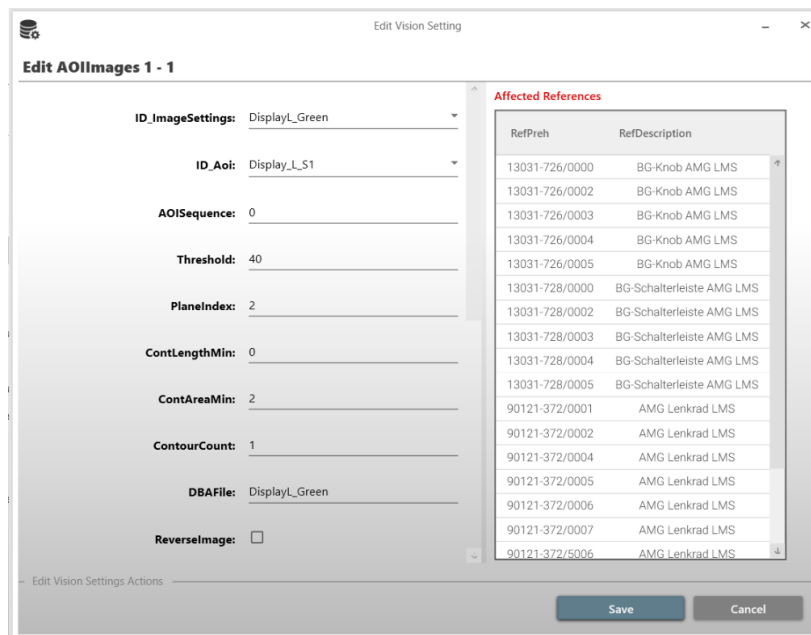 Edit Vision Setting
Edit AOIImages 1 - 1
ID_ImageSettings: DisplayL_Green
ID_Aoi: Display_L_S1
AOISequence: 0
Threshold: 40
PlaneIndex: 2
ContLengthMin: 0
ContAreaMin: 2
ContourCount: 1
DBAFile: DisplayL_Green
ReverseImage:
Affected References
RefPreh RefDescription
13031-726/0000 BG-Knob AMG LMS
13031-726/0002 BG-Knob AMG LMS
13031-726/0003 BG-Knob AMG LMS
13031-726/0004 BG-Knob AMG LMS
13031-726/0005 BG-Knob AMG LMS
13031-728/0000 BG-Schalterleiste AMG LMS
13031-728/0002 BG-Schalterleiste AMG LMS
13031-728/0003 BG-Schalterleiste AMG LMS
13031-728/0004 BG-Schalterleiste AMG LMS
13031-728/0005 BG-Schalterleiste AMG LMS
90121-372/0001 AMG Lenkrad LMS
90121-372/0002 AMG Lenkrad LMS
90121-372/0004 AMG Lenkrad LMS
90121-372/0005 AMG Lenkrad LMS
90121-372/0006 AMG Lenkrad LMS
90121-372/0007 AMG Lenkrad LMS
90121-372/5006 AMG Lenkrad LMS
Edit Vision Settings Actions
Save Cancel